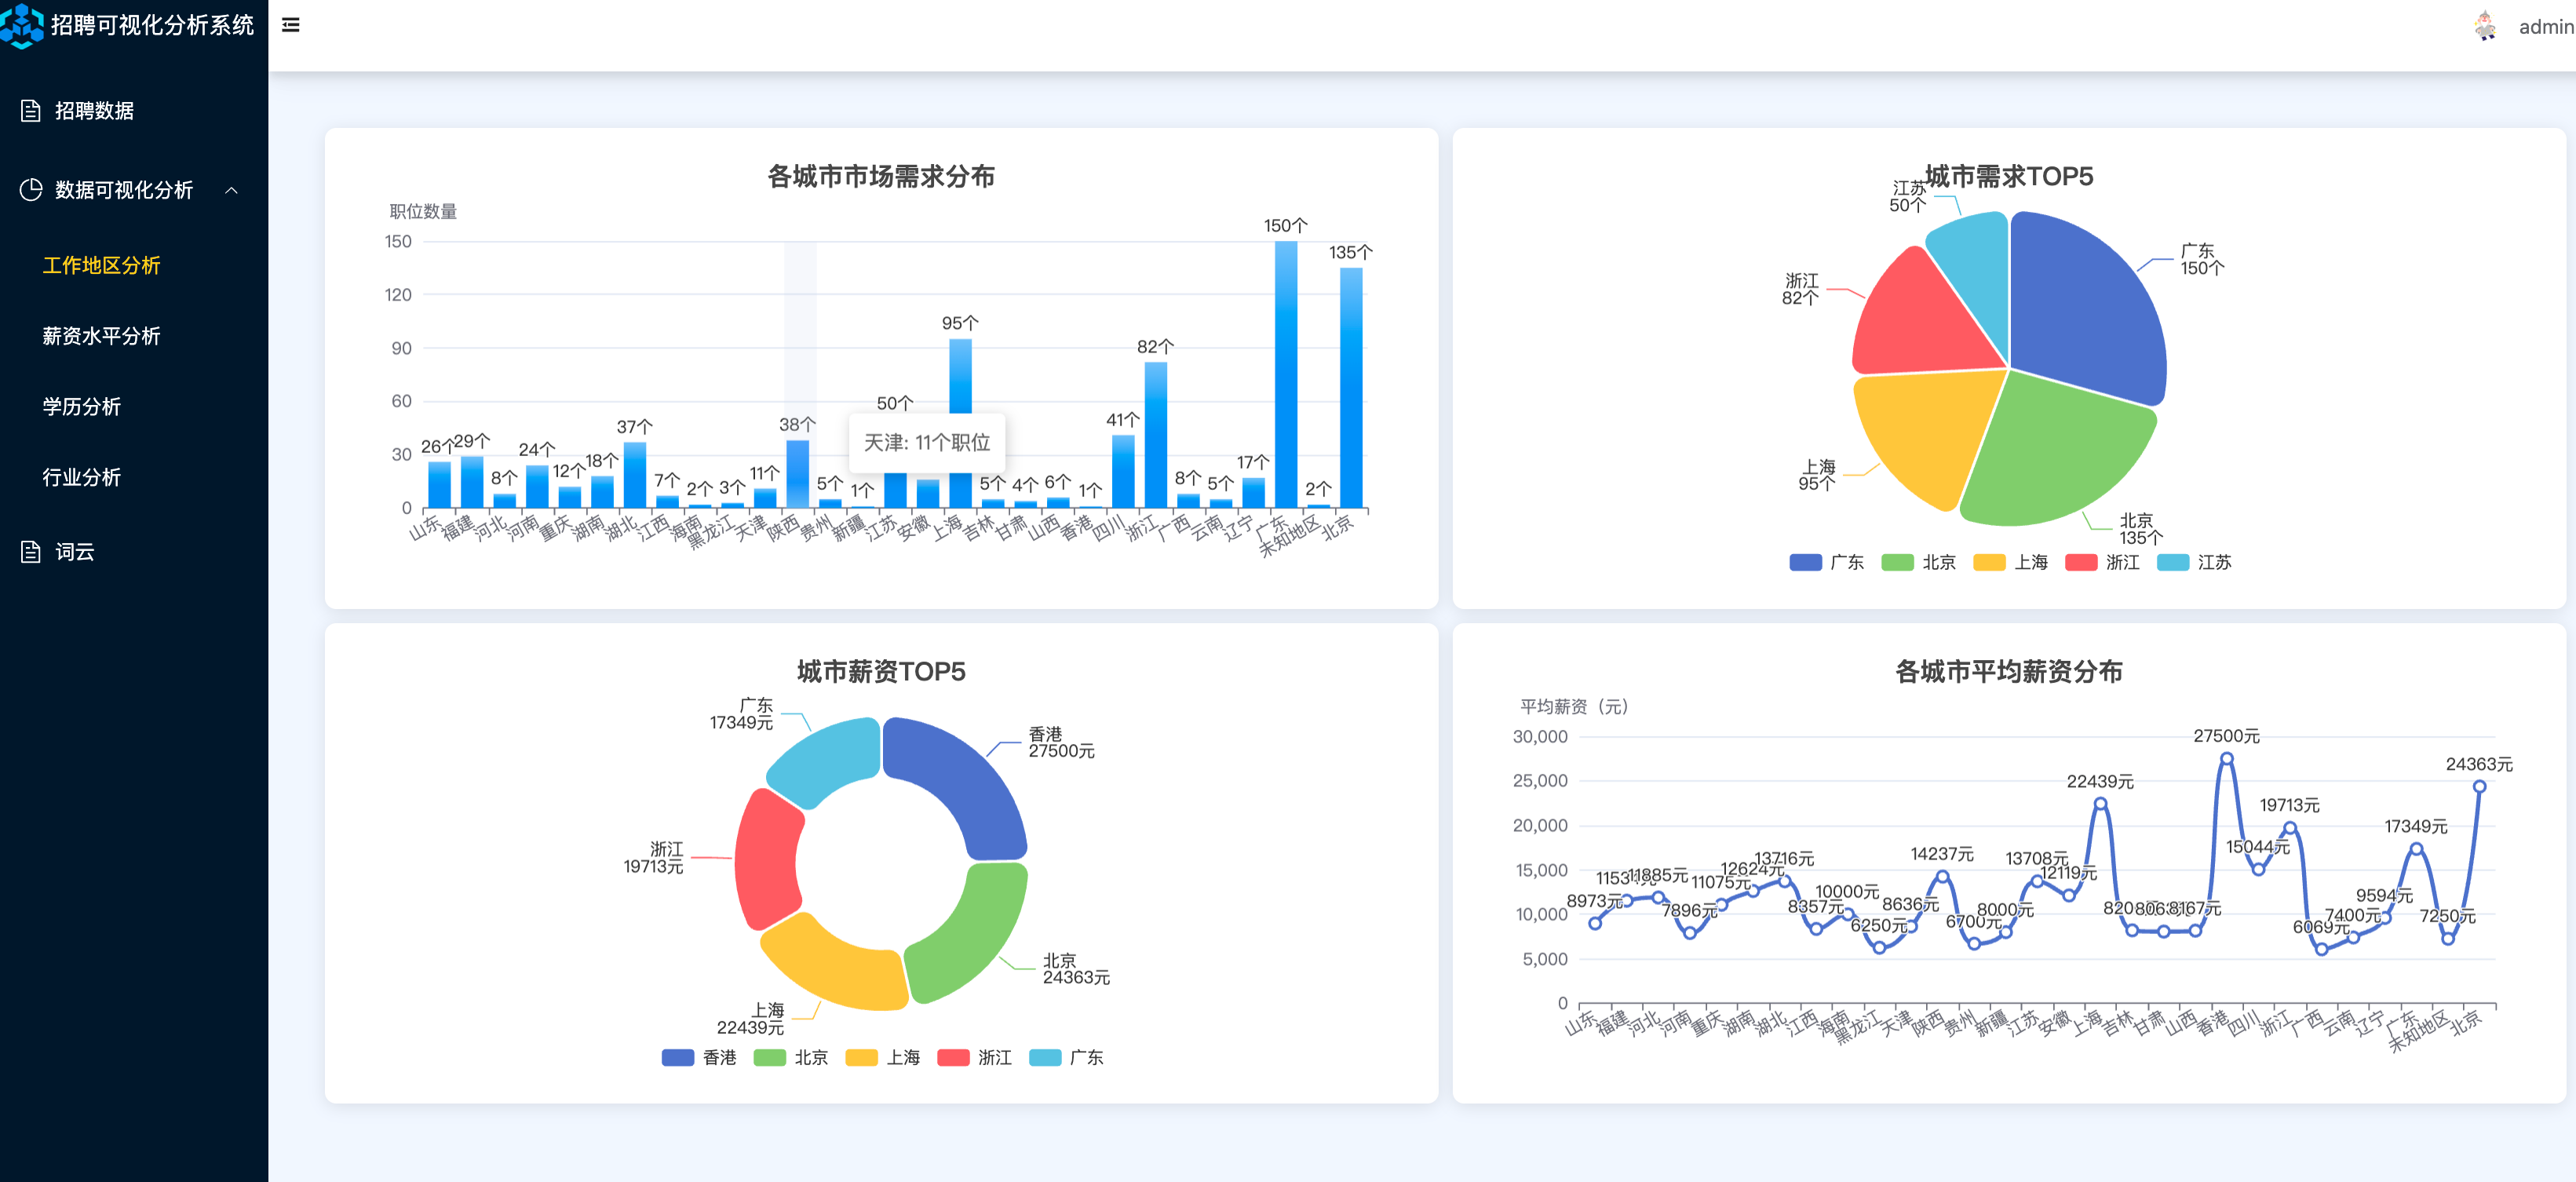 招聘可视化分析系统
admin
招聘数据
数据可视化分析
工作地区分析
薪资水平分析
学历分析
行业分析
词云
各城市市场需求分布
职位数量
150
120
90
60
30
0
26个
29个
8个
24个
12个
18个
37个
7个
2个
3个
11个
38个
5个
1个
50个
95个
5个
4个
6个
1个
41个
82个
8个
5个
17个
150个
2个
135个
天津: 11个职位
山东
福建
河北
河南
重庆
湖南
湖北
江西
海南
黑龙江
天津
陕西
贵州
新疆
江苏
安徽
上海
吉林
甘肃
山西
香港
四川
浙江
广西
云南
辽宁
广东
未知地区
北京
城市需求TOP5
江苏
50个
广东
150个
浙江
82个
上海
95个
北京
135个
广东
北京
上海
浙江
江苏
城市薪资TOP5
广东
17349元
香港
27500元
浙江
19713元
北京
24363元
上海
22439元
香港
北京
上海
浙江
广东
各城市平均薪资分布
平均薪资（元）
30,000
25,000
20,000
15,000
10,000
5,000
0
8973元
11885元
7896元
11075元
12624元
13716元
8357元
10000元
6250元
8636元
14237元
6700元
8000元
13708元
12119元
22439元
8167元
27500元
15044元
19713元
6069元
7400元
9594元
17349元
7250元
24363元
山东
福建
河北
河南
重庆
湖南
湖北
江西
海南
黑龙江
天津
陕西
贵州
新疆
江苏
安徽
上海
吉林
甘肃
山西
香港
四川
浙江
广西
云南
辽宁
广东
未知地区
北京